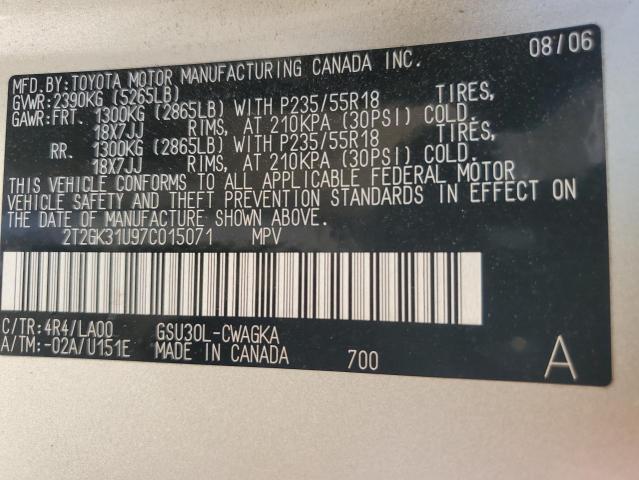 08/06
MFD.BY:TOYOTA MOTOR MANUFACTURING CANADA INC.
GVWR:2390KG (5265LB)
GAWR:FRT. 1300KG (2865LB) WITH P235/55R18 TIRES,
18X7JJ RIMS, AT 210KPA (30PSI) COLD.
RR. 1300KG (2865LB) WITH P235/55R18 TIRES,
18X7JJ RIMS, AT 210KPA (30PSI) COLD.
THIS VEHICLE CONFORMS TO ALL APPLICABLE FEDERAL MOTOR
VEHICLE SAFETY AND THEFT PREVENTION STANDARDS IN EFFECT ON
THE DATE OF MANUFACTURE SHOWN ABOVE.
2T2GK31U97C015071 MPV
C/TR:4R4/LA00 GSU30L-CWAGKA
A/TM:-02A/U151E MADE IN CANADA 700 A